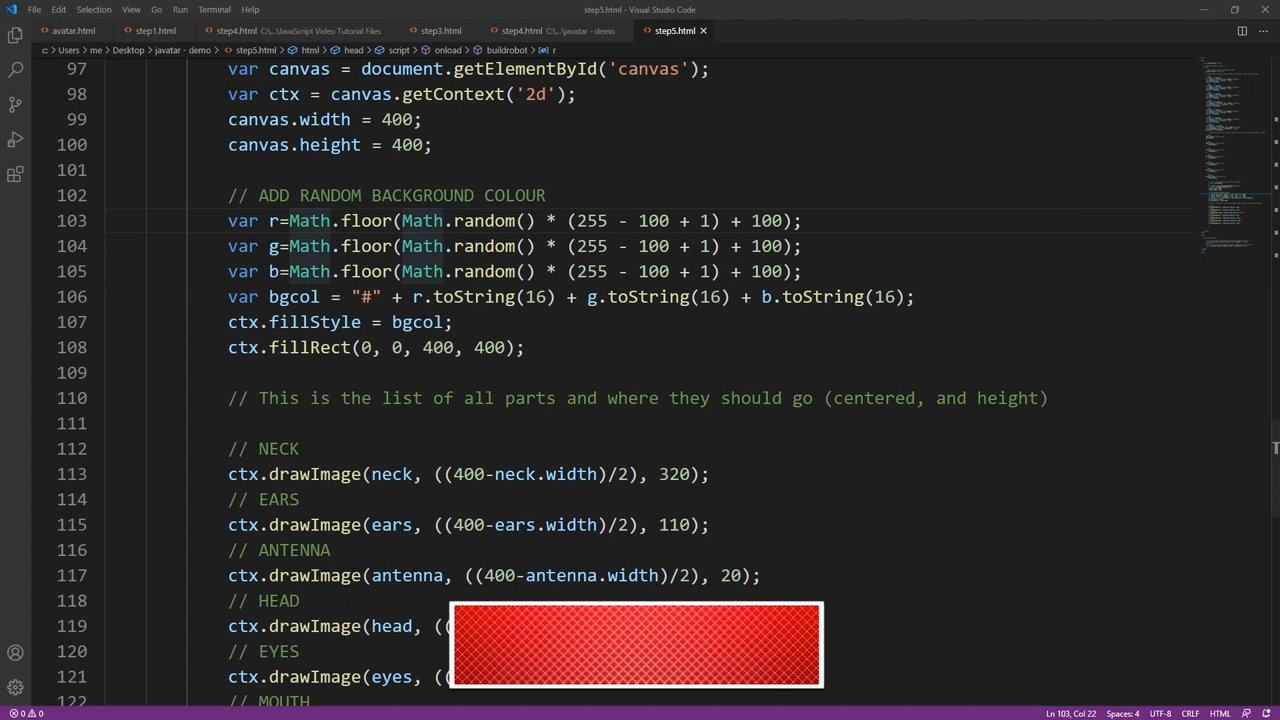 File Edit Selection View Go Run Terminal Help
step5.html - Visual Studio Code
avatar.html step1.html step4.html C:\...\JavaScript Video Tutorial Files step3.html step4.html C:\...\javatar - demo step5.html
c: > Users > me > Desktop > javatar - demo > step5.html > html > head > script > onload > buildrobot > r
97 var canvas = document.getElementById('canvas');
98 var ctx = canvas.getContext('2d');
99 canvas.width = 400;
100 canvas.height = 400;
101
102 // ADD RANDOM BACKGROUND COLOUR
103 var r=Math.floor(Math.random() * (255 - 100 + 1) + 100);
104 var g=Math.floor(Math.random() * (255 - 100 + 1) + 100);
105 var b=Math.floor(Math.random() * (255 - 100 + 1) + 100);
106 var bgcol = "#" + r.toString(16) + g.toString(16) + b.toString(16);
107 ctx.fillStyle = bgcol;
108 ctx.fillRect(0, 0, 400, 400);
109
110 // This is the list of all parts and where they should go (centered, and height)
111
112 // NECK
113 ctx.drawImage(neck, ((400-neck.width)/2), 320);
114 // EARS
115 ctx.drawImage(ears, ((400-ears.width)/2), 110);
116 // ANTENNA
117 ctx.drawImage(antenna, ((400-antenna.width)/2), 20);
118 // HEAD
119 ctx.drawImage(head, ((
120 // EYES
121 ctx.drawImage(eyes, ((
122 // MOUTH
0 0 Ln 103, Col 22 Spaces: 4 UTF-8 CRLF HTML